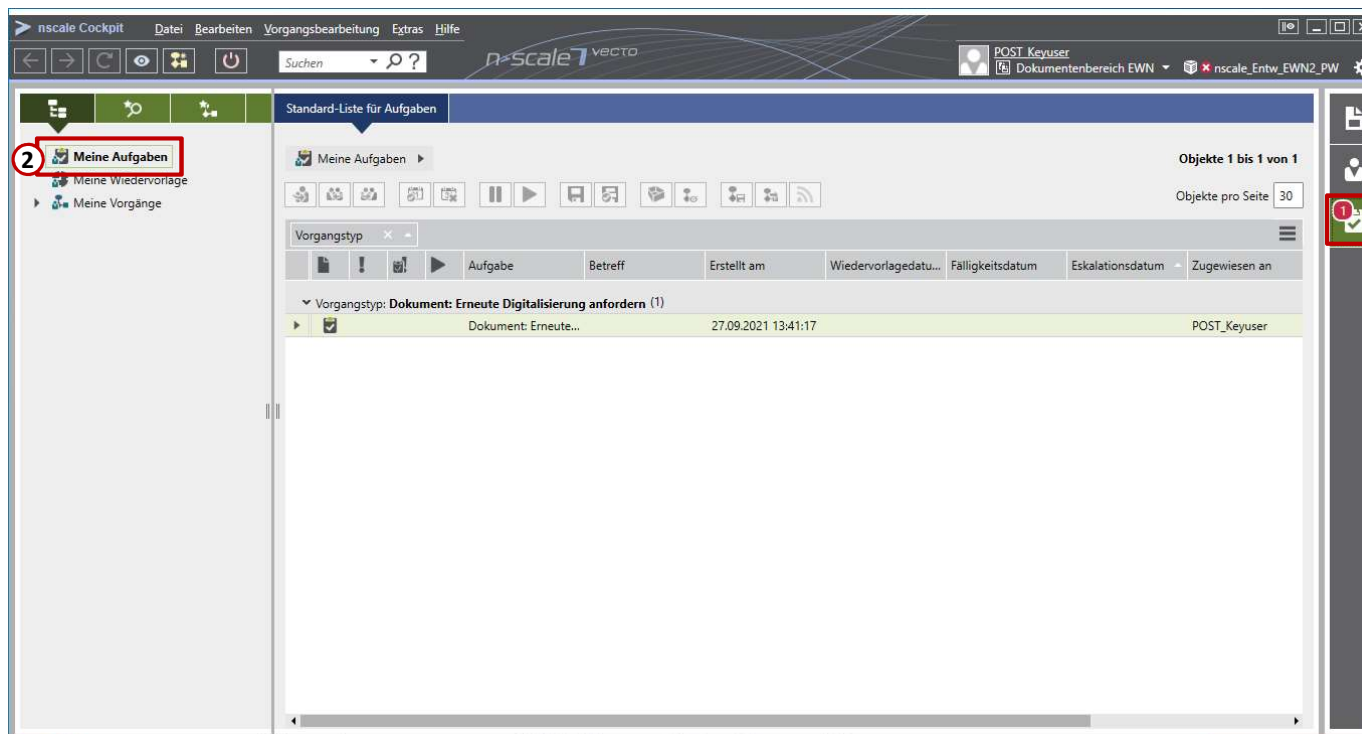 nscale Cockpit Datei Bearbeiten Vorgangsbearbeitung Extras Hilfe
Suchen ? n-scale 7 vecto POST_Keyuser
Dokumentenbereich EWN nscale_Entw_EWN2_PW
Standard-Liste für Aufgaben
2 Meine Aufgaben
Meine Wiedervorlage
Meine Vorgänge
Meine Aufgaben Objekte 1 bis 1 von 1
Objekte pro Seite 30
1
Vorgangstyp
Aufgabe Betreff Erstellt am Wiedervorlagedatu... Fälligkeitsdatum Eskalationsdatum Zugewiesen an
Vorgangstyp: Dokument: Erneute Digitalisierung anfordern (1)
Dokument: Erneute... 27.09.2021 13:41:17 POST_Keyuser